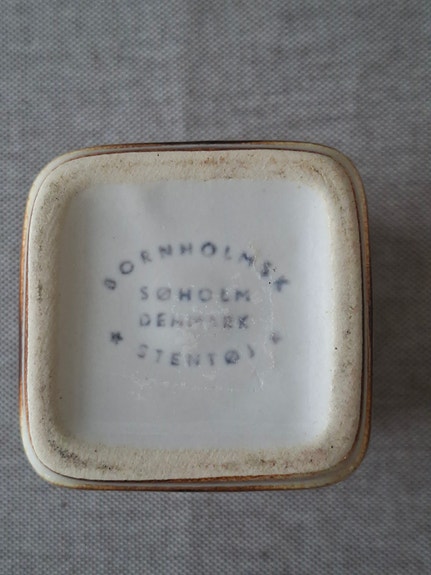 BORNHOLMSK
SØHOLM
DENMARK
* STENTØJ *